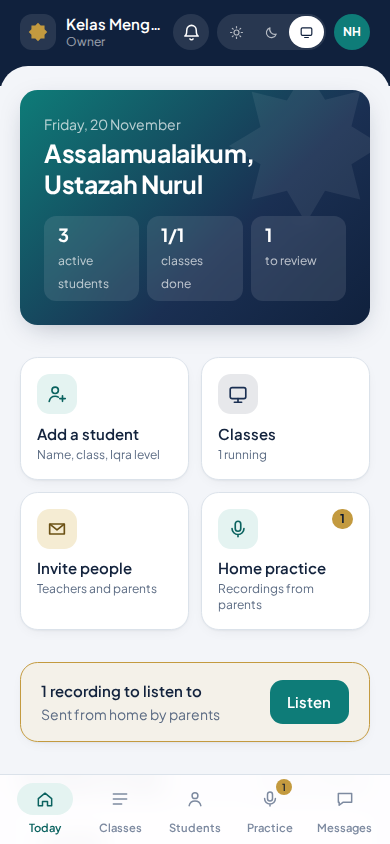 Kelas Meng...
Owner
NH
Friday, 20 November
Assalamualaikum,
Ustazah Nurul
3
active
students
1/1
classes
done
1
to review
Add a student
Name, class, Iqra level
Classes
1 running
Invite people
Teachers and parents
1
Home practice
Recordings from
parents
1 recording to listen to
Sent from home by parents
Listen
1
Today
Classes
Students
Practice
Messages